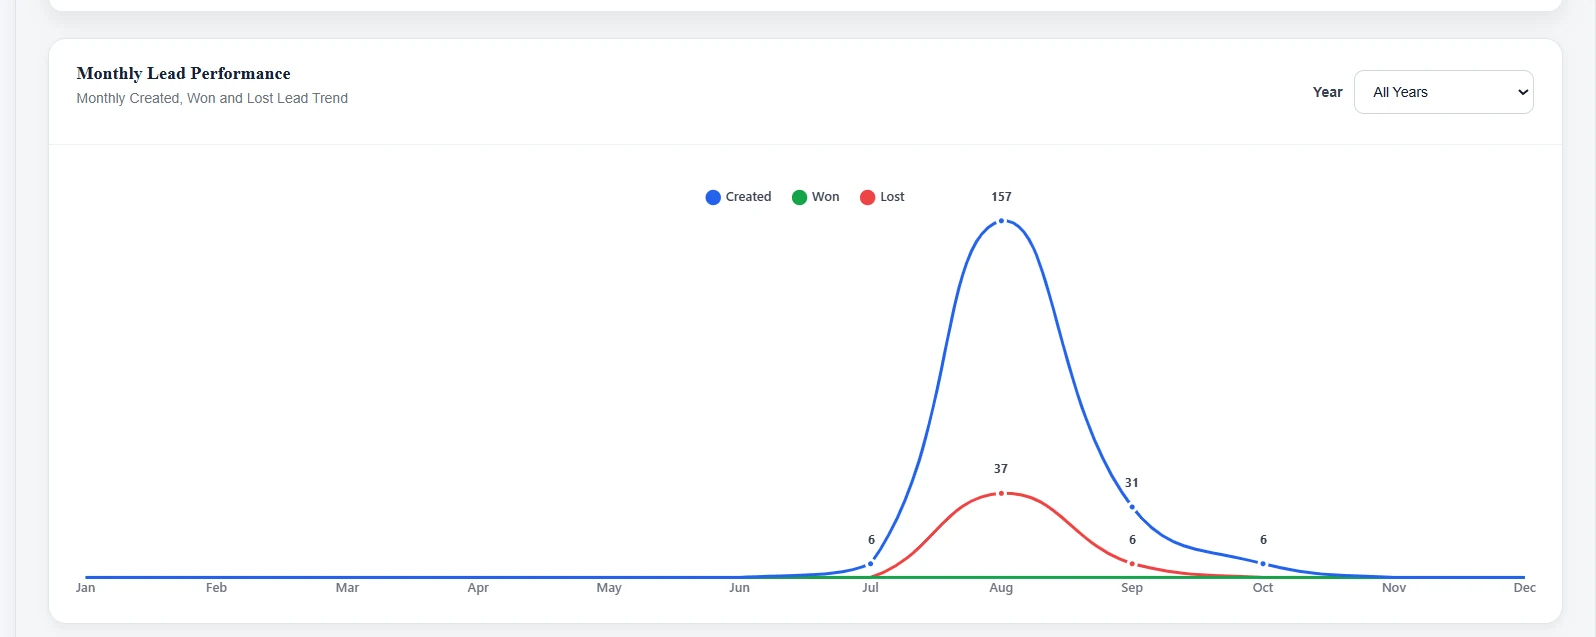 Monthly Lead Performance
Monthly Created, Won and Lost Lead Trend
Year All Years
Created Won Lost
157
37
31
6 6 6
Jan Feb Mar Apr May Jun Jul Aug Sep Oct Nov Dec